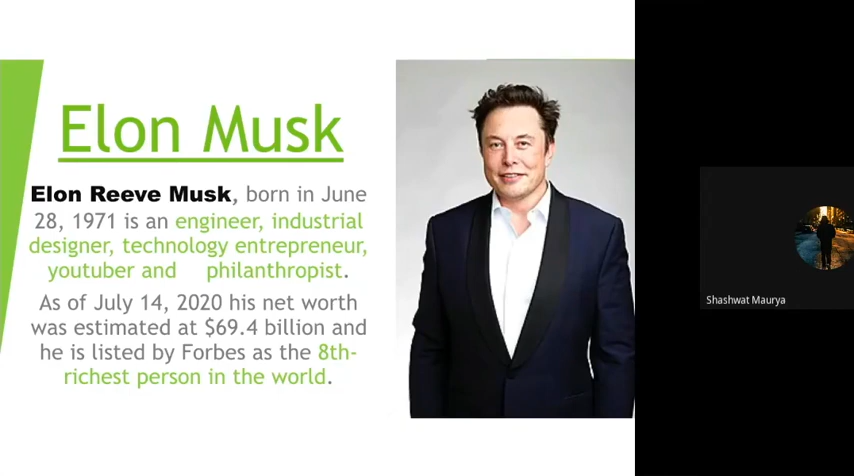 Elon Musk
Elon Reeve Musk, born in June
28, 1971 is an engineer, industrial
designer, technology entrepreneur,
youtuber and philanthropist.
As of July 14, 2020 his net worth
was estimated at $69.4 billion and
he is listed by Forbes as the 8th-
richest person in the world.
Shashwat Maurya